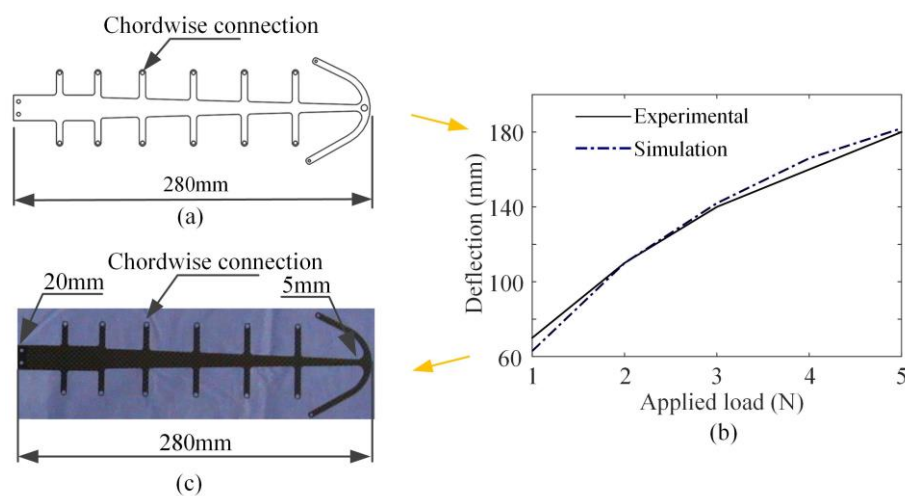 Chordwise connection
280mm
(a)
Chordwise connection
20mm
5mm
280mm
(c)
Deflection (mm)
180
140
100
60
Experimental
Simulation
1 2 3 4 5
Applied load (N)
(b)